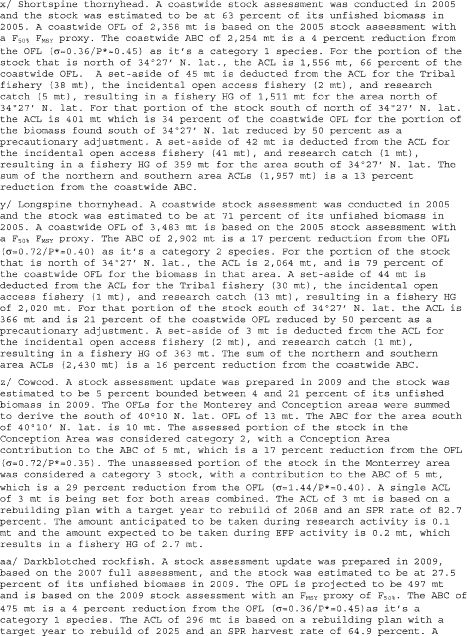 x/ Shortspine thornyhead. A coastwide stock assessment was conducted in 2005
and the stock was estimated to be at 63 percent of its unfished biomass in
2005. A coastwide OFL of 2,358 mt is based on the 2005 stock assessment with
a F50% FMSY proxy. The coastwide ABC of 2,254 mt is a 4 percent reduction from
the OFL (σ=0.36/P*=0.45) as it's a category 1 species. For the portion of the
stock that is north of 34°27' N. lat., the ACL is 1,556 mt, 66 percent of the
coastwide OFL. A set-aside of 45 mt is deducted from the ACL for the Tribal
fishery (38 mt), the incidental open access fishery (2 mt), and research
catch (5 mt), resulting in a fishery HG of 1,511 mt for the area north of
34°27' N. lat. For that portion of the stock south of north of 34°27' N. lat.
the ACL is 401 mt which is 34 percent of the coastwide OFL for the portion of
the biomass found south of 34°27' N. lat reduced by 50 percent as a
precautionary adjustment. A set-aside of 42 mt is deducted from the ACL for
the incidental open access fishery (41 mt), and research catch (1 mt),
resulting in a fishery HG of 359 mt for the area south of 34°27' N. lat. The
sum of the northern and southern area ACLs (1,957 mt) is a 13 percent
reduction from the coastwide ABC.
y/ Longspine thornyhead. A coastwide stock assessment was conducted in 2005
and the stock was estimated to be at 71 percent of its unfished biomass in
2005. A coastwide OFL of 3,483 mt is based on the 2005 stock assessment with
a F50% FMSY proxy. The ABC of 2,902 mt is a 17 percent reduction from the OFL
(σ=0.72/P*=0.40) as it's a category 2 species. For the portion of the stock
that is north of 34°27' N. lat., the ACL is 2,064 mt, and is 79 percent of
the coastwide OFL for the biomass in that area. A set-aside of 44 mt is
deducted from the ACL for the Tribal fishery (30 mt), the incidental open
access fishery (1 mt), and research catch (13 mt), resulting in a fishery HG
of 2,020 mt. For that portion of the stock south of 34°27' N. lat. the ACL is
366 mt and is 21 percent of the coastwide OFL reduced by 50 percent as a
precautionary adjustment. A set-aside of 3 mt is deducted from the ACL for
the incidental open access fishery (2 mt), and research catch (1 mt),
resulting in a fishery HG of 363 mt. The sum of the northern and southern
area ACLs (2,430 mt) is a 16 percent reduction from the coastwide ABC.
z/ Cowcod. A stock assessment update was prepared in 2009 and the stock was
estimated to be 5 percent bounded between 4 and 21 percent of its unfished
biomass in 2009. The OFLs for the Monterey and Conception areas were summed
to derive the south of 40°10 N. lat. OFL of 13 mt. The ABC for the area south
of 40°10' N. lat. is 10 mt. The assessed portion of the stock in the
Conception Area was considered category 2, with a Conception Area
contribution to the ABC of 5 mt, which is a 17 percent reduction from the OFL
(σ=0.72/P*=0.35). The unassessed portion of the stock in the Monterrey area
was considered a category 3 stock, with a contribution to the ABC of 5 mt,
which is a 29 percent reduction from the OFL (σ=1.44/P*=0.40). A single ACL
of 3 mt is being set for both areas combined. The ACL of 3 mt is based on a
rebuilding plan with a target year to rebuild of 2068 and an SPR rate of 82.7
percent. The amount anticipated to be taken during research activity is 0.1
mt and the amount expected to be taken during EFP activity is 0.2 mt, which
results in a fishery HG of 2.7 mt.
aa/ Darkblotched rockfish. A stock assessment update was prepared in 2009,
based on the 2007 full assessment, and the stock was estimated to be at 27.5
percent of its unfished biomass in 2009. The OFL is projected to be 497 mt
and is based on the 2009 stock assessment with an FMSY proxy of F50%. The ABC of
475 mt is a 4 percent reduction from the OFL (σ=0.36/P*=0.45)as it's a
category 1 species. The ACL of 296 mt is based on a rebuilding plan with a
target year to rebuild of 2025 and an SPR harvest rate of 64.9 percent. A